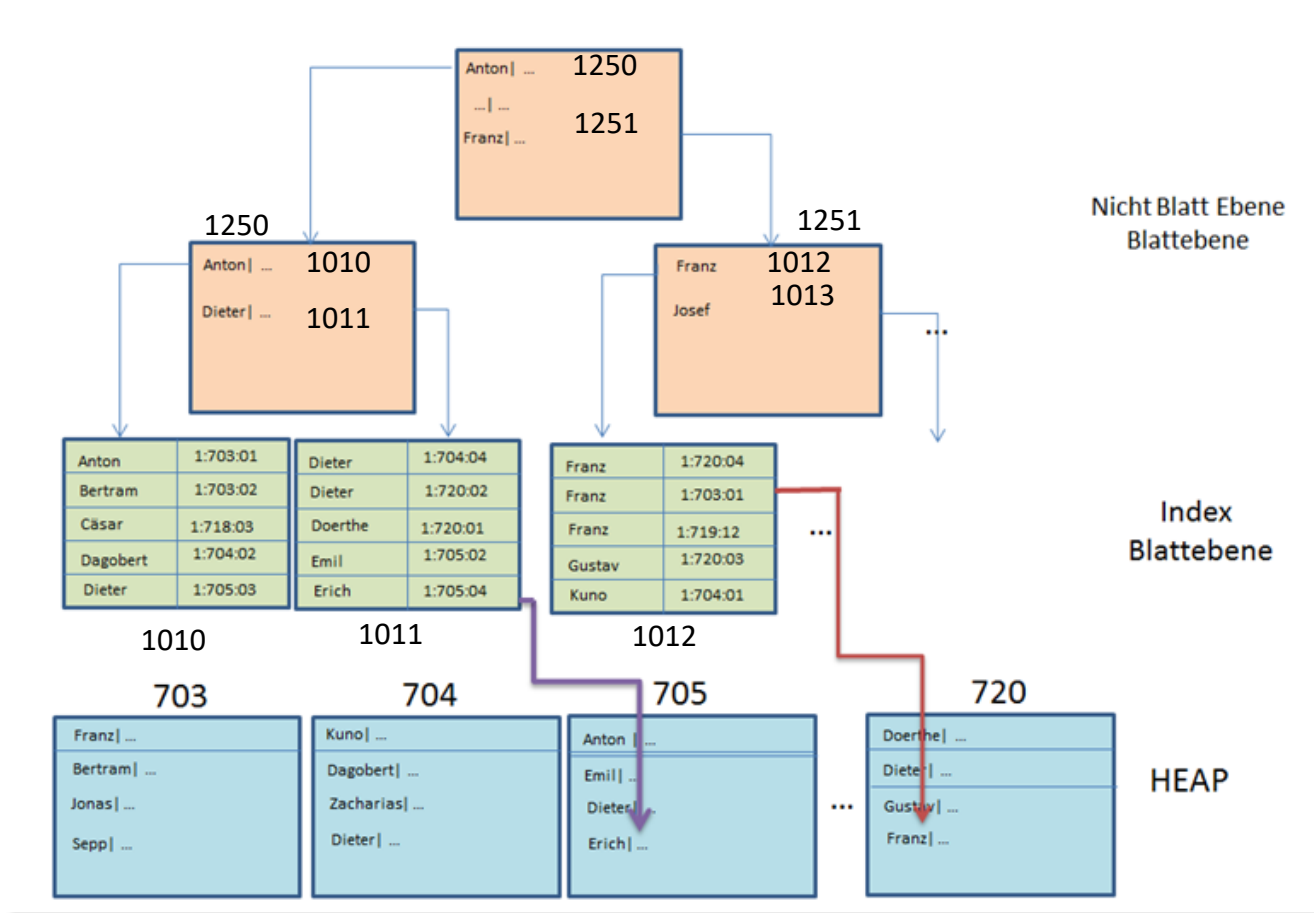 Anton| ... 1250
...| ...
Franz| ... 1251
Nicht Blatt Ebene
Blattebene
1250
Anton| ... 1010
Dieter| ... 1011
1251
Franz 1012
Josef 1013
...
Anton 1:703:01
Bertram 1:703:02
Cäsar 1:718:03
Dagobert 1:704:02
Dieter 1:705:03
1010
Dieter 1:704:04
Dieter 1:720:02
Doerthe 1:720:01
Emil 1:705:02
Erich 1:705:04
1011
Franz 1:720:04
Franz 1:703:01
Franz 1:719:12
Gustav 1:720:03
Kuno 1:704:01
1012
...
Index
Blattebene
703
Franz| ...
Bertram| ...
Jonas| ...
Sepp| ...
704
Kuno| ...
Dagobert| ...
Zacharias| ...
Dieter| ...
705
Anton | ...
Emil| ...
Dieter| ...
Erich| ...
...
720
Doerthe| ...
Dieter| ...
Gustav| ...
Franz| ...
HEAP